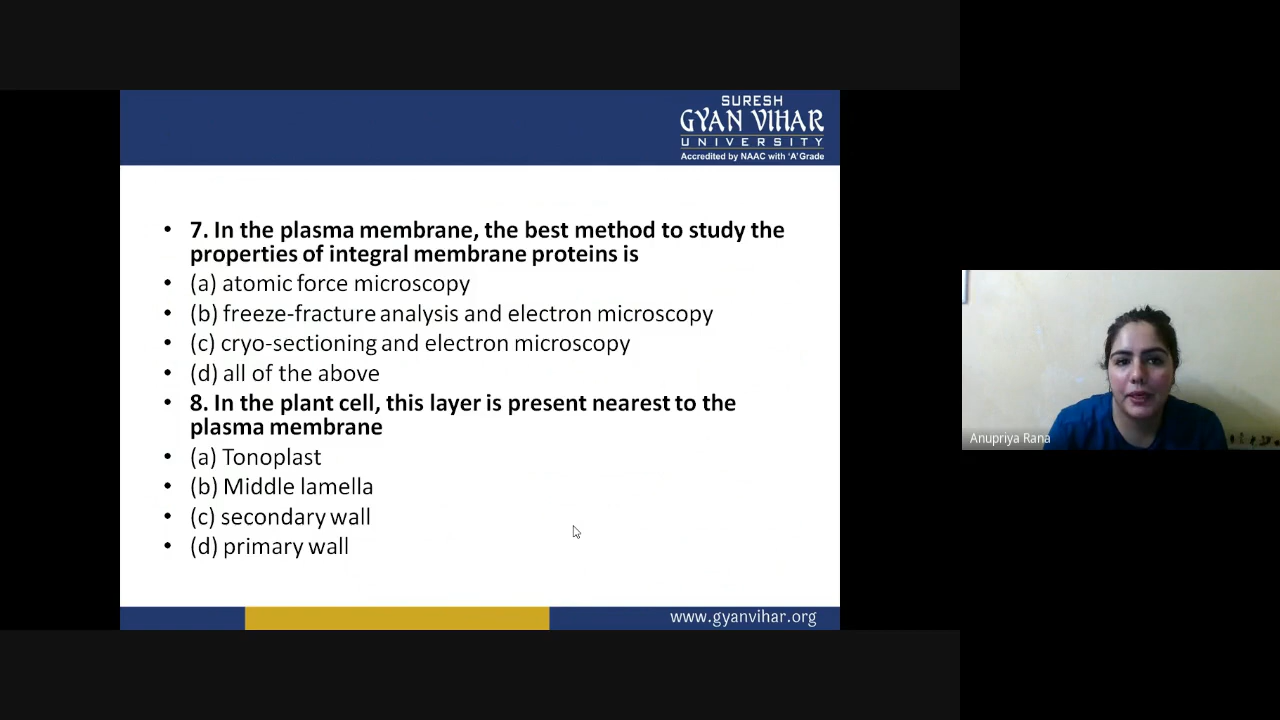 SURESH
GYAN VIHAR
UNIVERSITY
Accredited by NAAC with 'A' Grade
• 7. In the plasma membrane, the best method to study the
properties of integral membrane proteins is
• (a) atomic force microscopy
• (b) freeze-fracture analysis and electron microscopy
• (c) cryo-sectioning and electron microscopy
• (d) all of the above
• 8. In the plant cell, this layer is present nearest to the
plasma membrane
• (a) Tonoplast
• (b) Middle lamella
• (c) secondary wall
• (d) primary wall
www.gyanvihar.org
Anupriya Rana